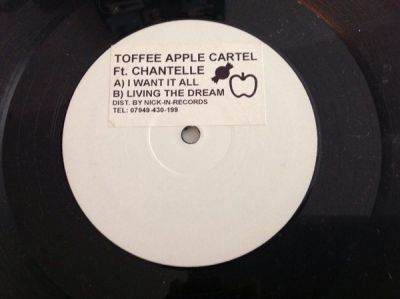 TOFFEE APPLE CARTEL
Ft. CHANTELLE
A) I WANT IT ALL
B) LIVING THE DREAM
DIST. BY NICK-IN-RECORDS
TEL: 07949-430-199